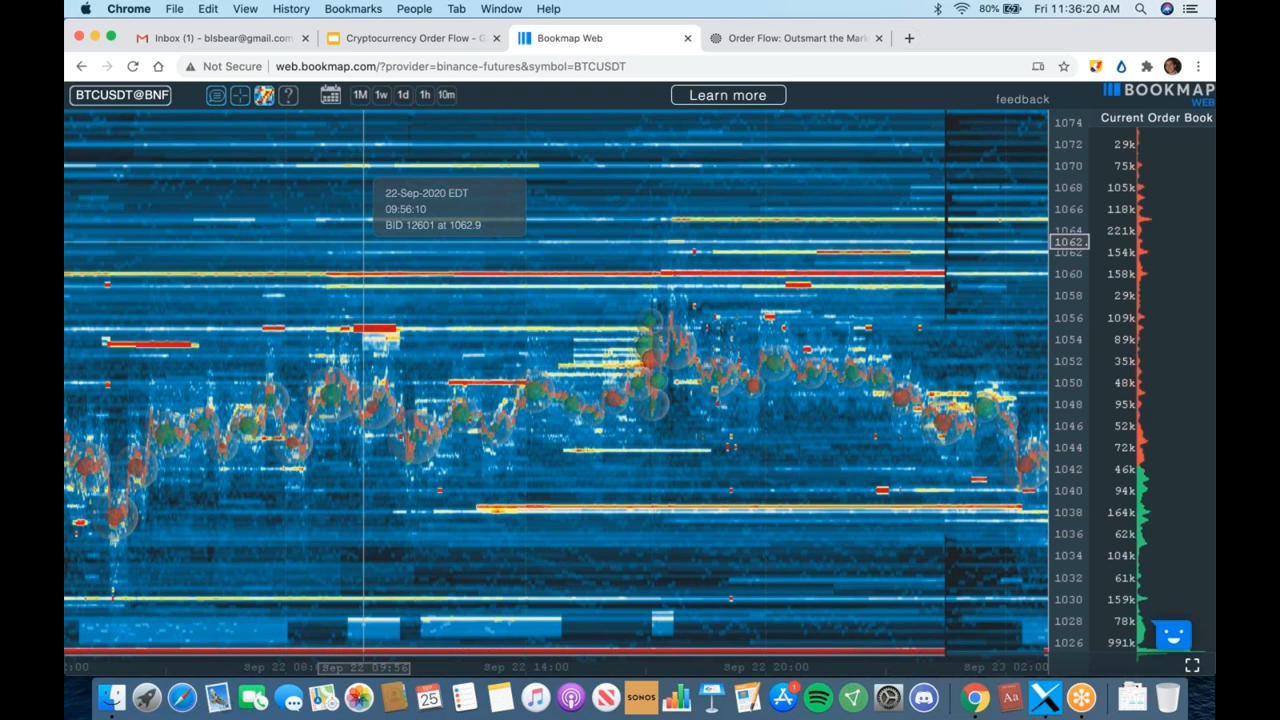 Chrome File Edit View History Bookmarks People Tab Window Help 80% Fri 11:36:20 AM
Inbox (1) - blsbear@gmail.com Cryptocurrency Order Flow - G Bookmap Web Order Flow: Outsmart the Mark
Not Secure web.bookmap.com/?provider=binance-futures&symbol=BTCUSDT
BTCUSDT@BNF ? 1M 1w 1d 1h 10m Learn more feedback BOOKMAP
WEB
Current Order Book
1074
1072 29k
1070 75k
22-Sep-2020 EDT
1068 105k
09:56:10
1066 118k
BID 12601 at 1062.9
1064 221k
1062.
1062 154k
1060 158k
1058 29k
1056 109k
1054 89k
1052 35k
1050 48k
1048 95k
1046 52k
1044 72k
1042 46k
1040 94k
1038 164k
1036 62k
1034 104k
1032 61k
1030 159k
1028 78k
1026 991k
:00 Sep 22 08: Sep 22 09:56 Sep 22 14:00 Sep 22 20:00 Sep 23 02:00
SEP
25
SONOS
1
Aa